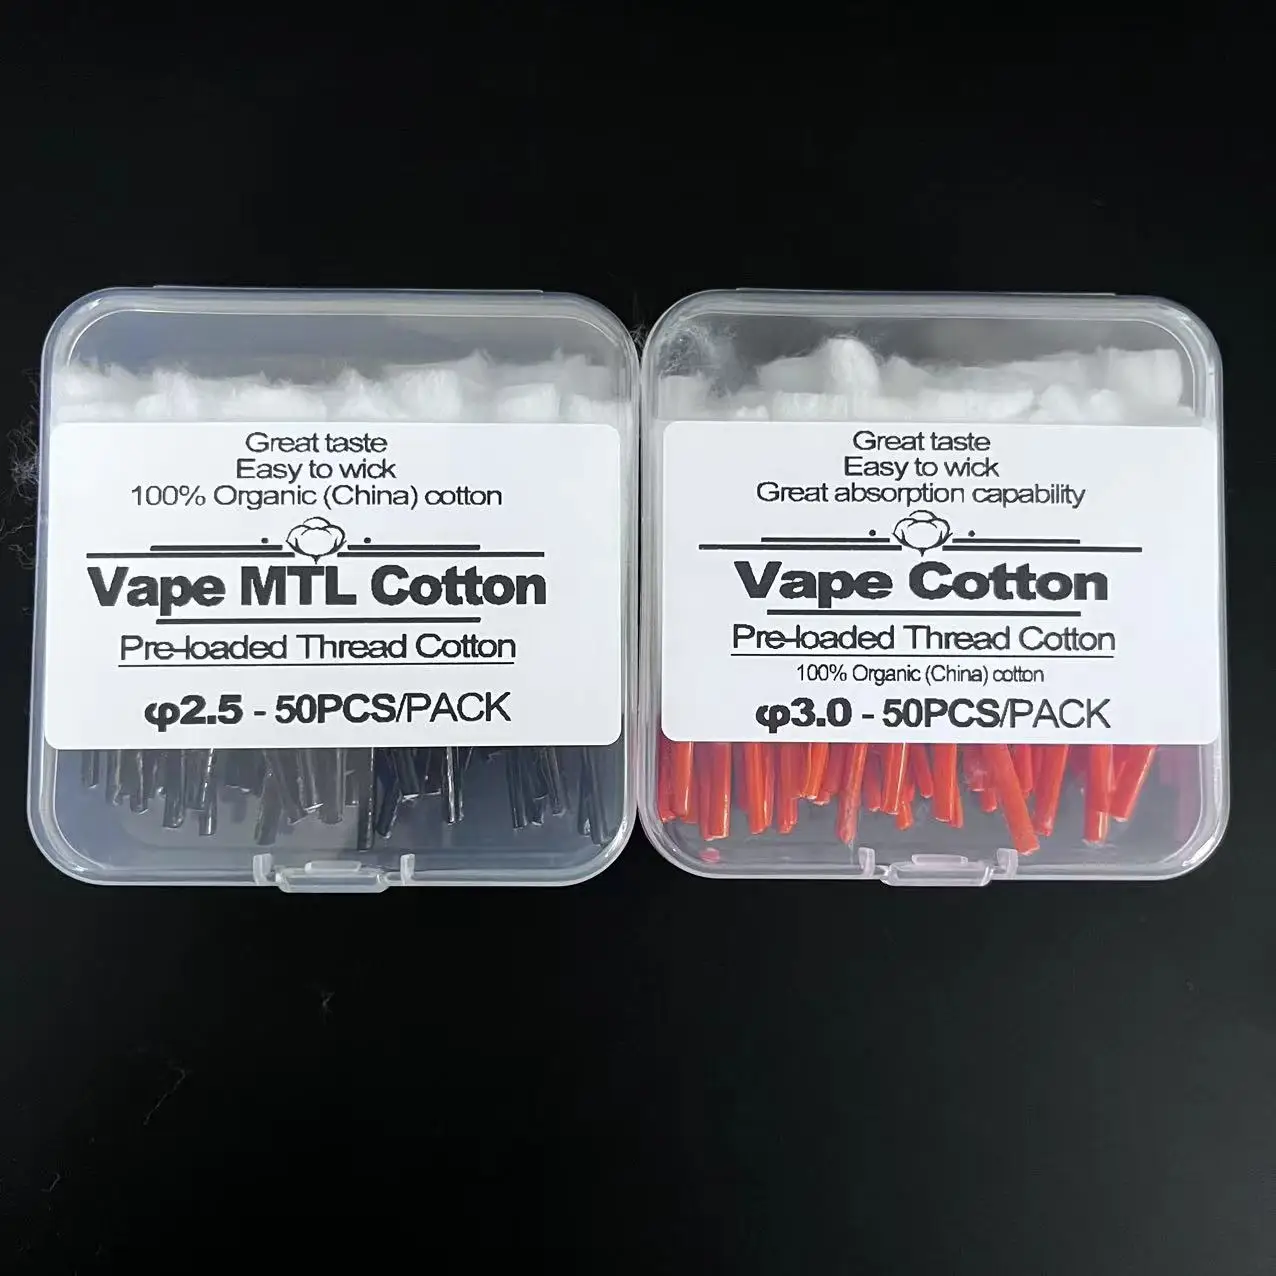 Great taste
Easy to wick
100% Organic (China) cotton
Vape MTL Cotton
Pre-loaded Thread Cotton
φ2.5 - 50PCS/PACK
Great taste
Easy to wick
Great absorption capability
Vape Cotton
Pre-loaded Thread Cotton
100% Organic (China) cotton
φ3.0 - 50PCS/PACK